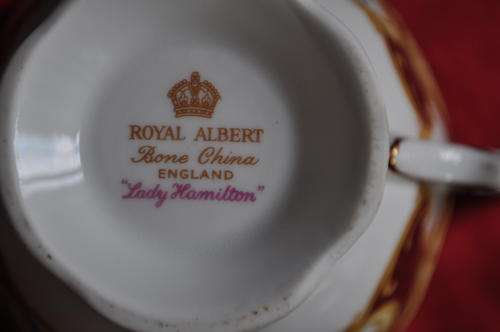 ROYAL ALBERT
Bone China
ENGLAND
"Lady Hamilton"